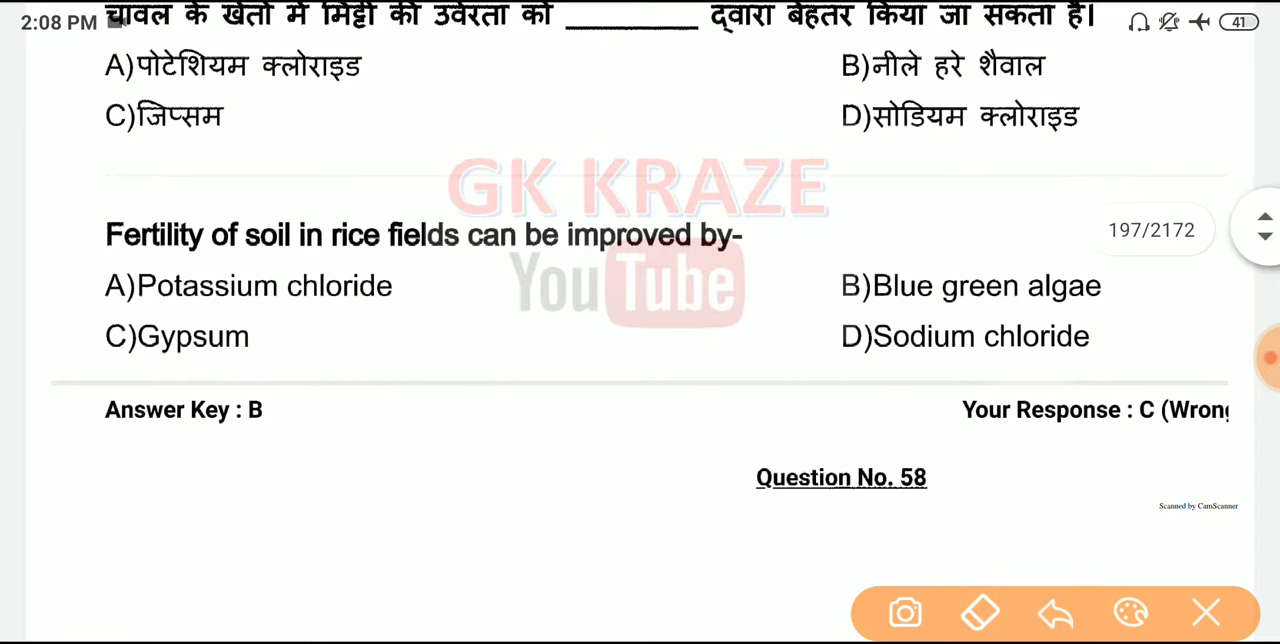 2:08 PM
41
चावल के खेतों में मिट्टी की उर्वरता को ________ द्वारा बेहतर किया जा सकता है।
A)पोटेशियम क्लोराइड B)नीले हरे शैवाल
C)जिप्सम D)सोडियम क्लोराइड
GK KRAZE
Fertility of soil in rice fields can be improved by-
197/2172
YouTube
A)Potassium chloride B)Blue green algae
C)Gypsum D)Sodium chloride
Answer Key : B Your Response : C (Wrong
Question No. 58
Scanned by CamScanner